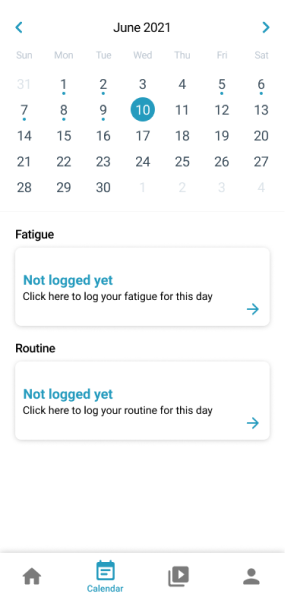 June 2021
Sun Mon Tue Wed Thu Fri Sat
31 1 2 3 4 5 6
7 8 9 10 11 12 13
14 15 16 17 18 19 20
21 22 23 24 25 26 27
28 29 30 1 2 3 4
Fatigue
Not logged yet
Click here to log your fatigue for this day
Routine
Not logged yet
Click here to log your routine for this day
Calendar